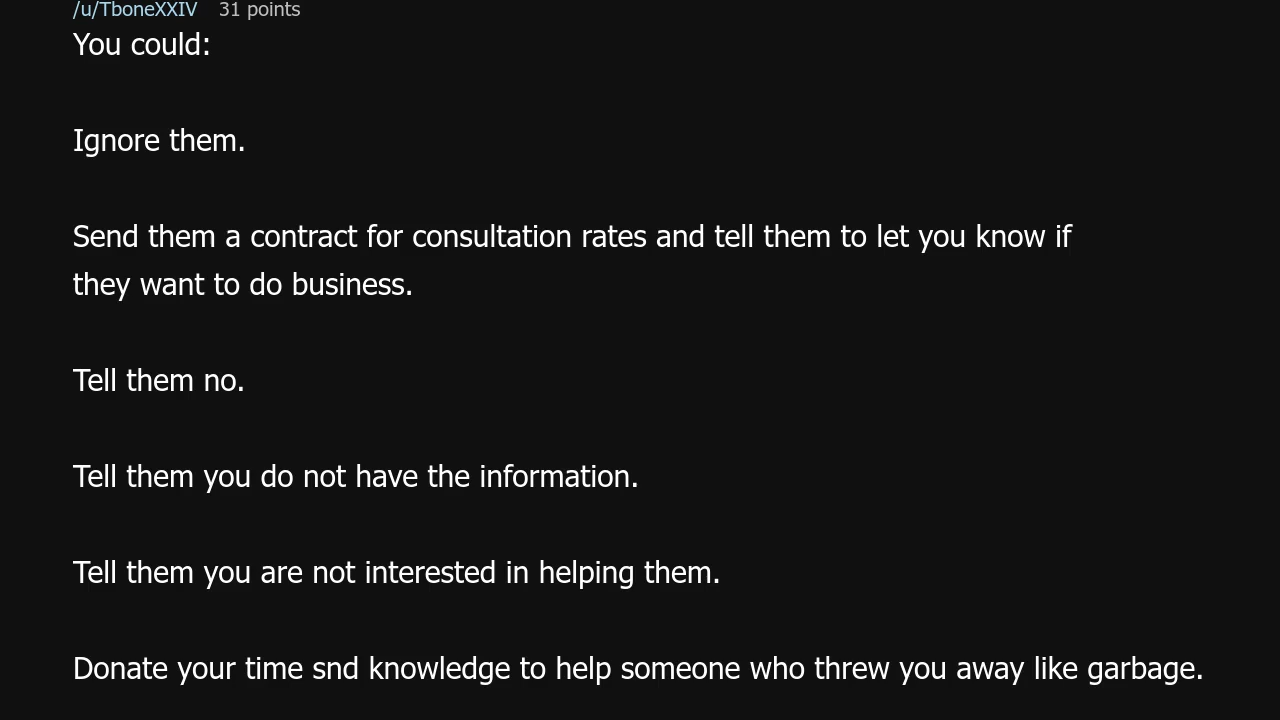 /u/TboneXXIV 31 points
You could:
Ignore them.
Send them a contract for consultation rates and tell them to let you know if
they want to do business.
Tell them no.
Tell them you do not have the information.
Tell them you are not interested in helping them.
Donate your time snd knowledge to help someone who threw you away like garbage.